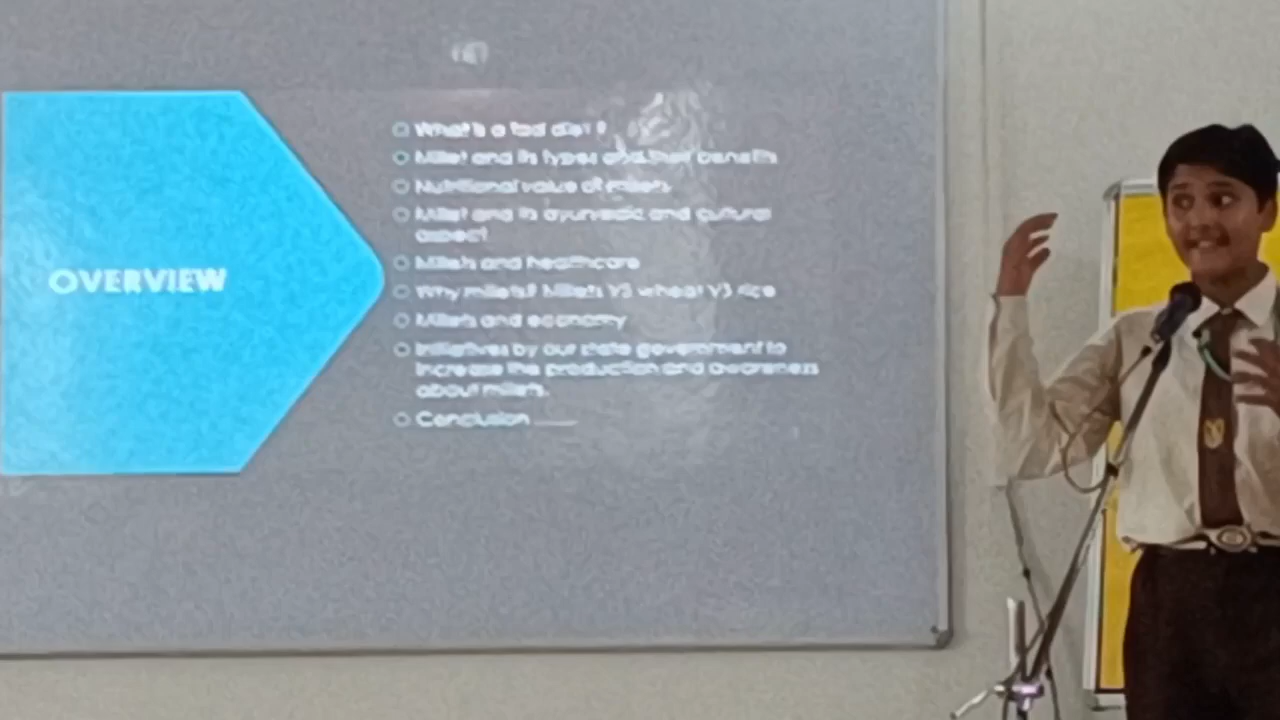 OVERVIEW
What's a fad diet ?
Millet and its types and their benefits
Nutritional value of millets
Millet and its ayurvedic and cultural
aspect
Millets and healthcare
Why millets? Millets VS wheat VS rice
Millets and economy
Initiatives by our state government to
increase the production and awareness
about millets.
Conclusion